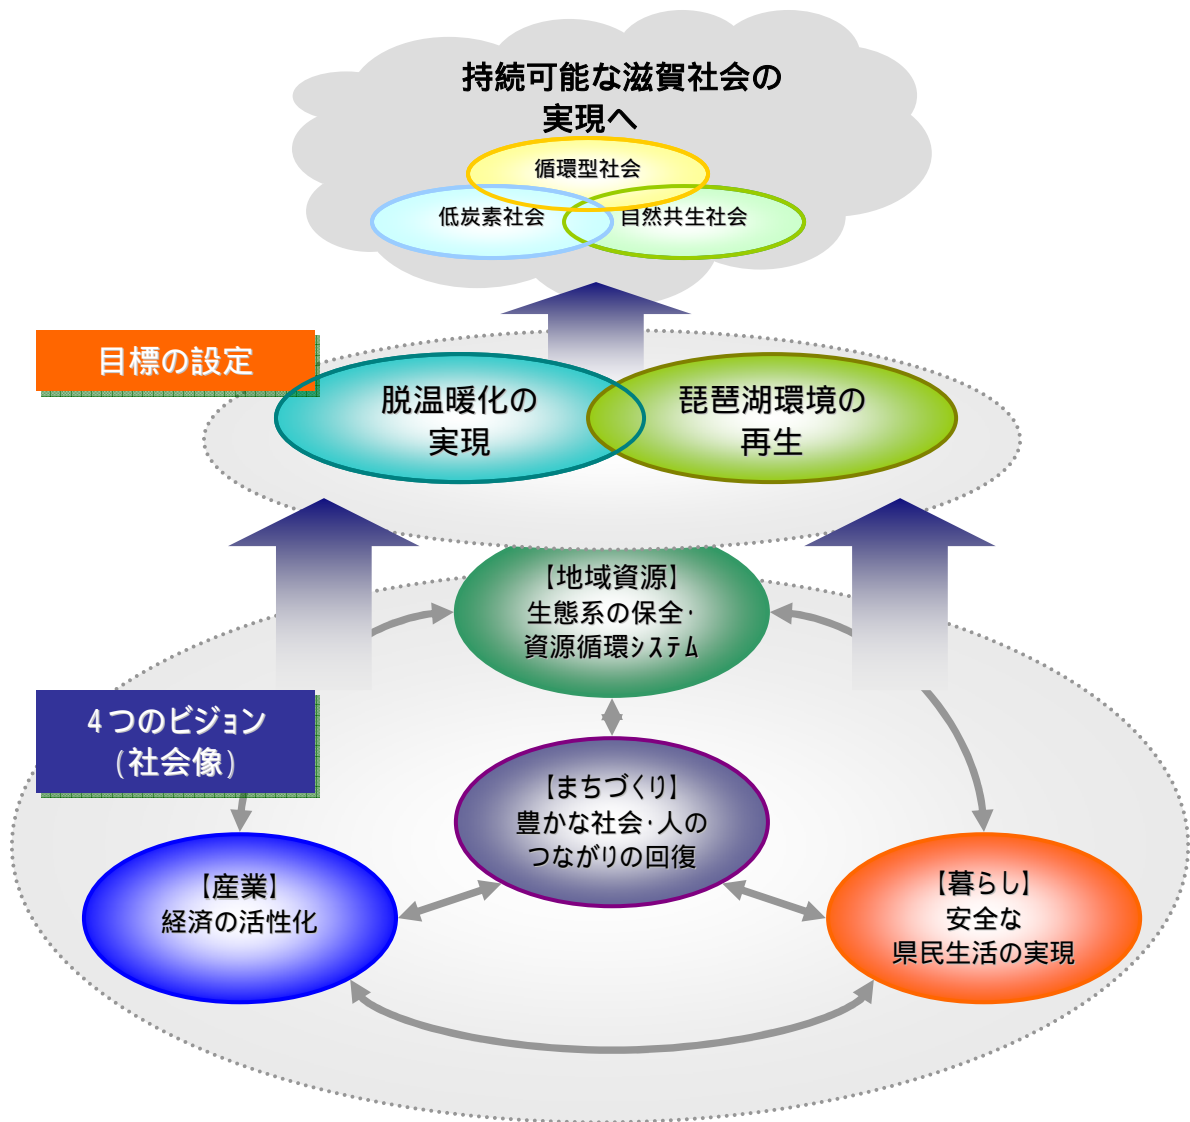 持続可能な滋賀社会の
実現へ
循環型社会
低炭素社会
自然共生社会
目標の設定
脱温暖化の
実現
琵琶湖環境の
再生
【地域資源】
生態系の保全・
資源循環ｼｽﾃﾑ
４つのビジョン
(社会像)
【まちづくり】
豊かな社会・人の
つながりの回復
【産業】
経済の活性化
【暮らし】
安全な
県民生活の実現